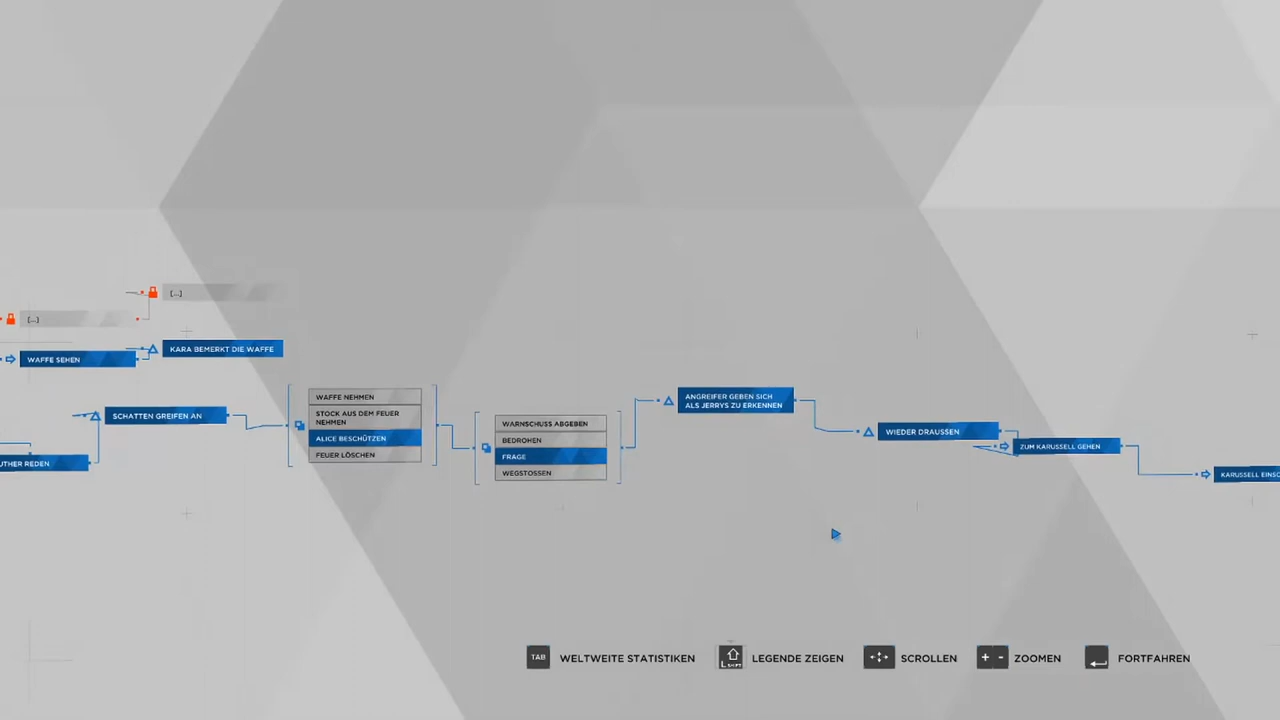 [...]
[...]
KARA BEMERKT DIE WAFFE
WAFFE SEHEN
SCHATTEN GREIFEN AN
UTHER REDEN
WAFFE NEHMEN
STOCK AUS DEM FEUER
NEHMEN
ALICE BESCHÜTZEN
FEUER LÖSCHEN
WARNSCHUSS ABGEBEN
BEDROHEN
FRAGE
WEGSTOSSEN
ANGREIFER GEBEN SICH
ALS JERRYS ZU ERKENNEN
WIEDER DRAUSSEN
ZUM KARUSSELL GEHEN
KARUSSELL EINSC
TAB WELTWEITE STATISTIKEN
L SHIFT LEGENDE ZEIGEN
SCROLLEN
+ - ZOOMEN
FORTFAHREN